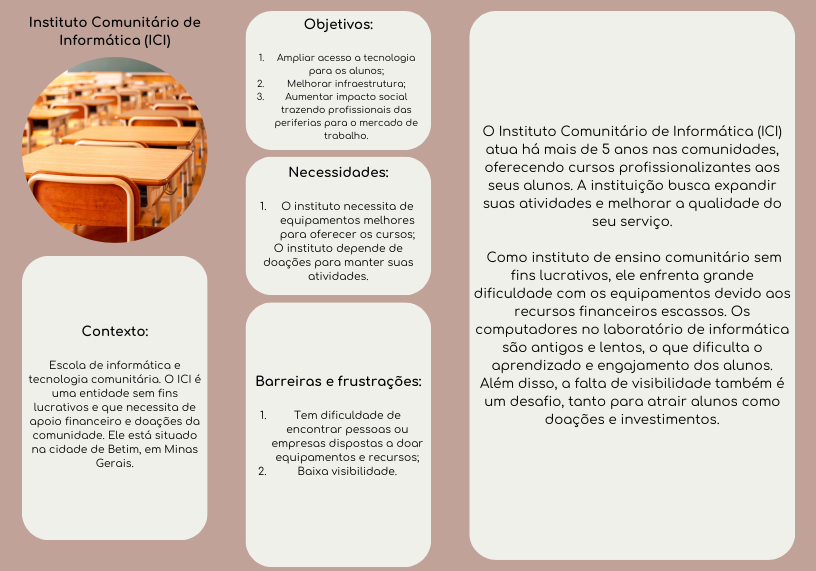 Instituto Comunitário de
Informática (ICI)
Contexto:
Escola de informática e
tecnologia comunitária. O ICI é
uma entidade sem fins
lucrativos e que necessita de
apoio financeiro e doações da
comunidade. Ele está situado
na cidade de Betim, em Minas
Gerais.
Objetivos:
1. Ampliar acesso a tecnologia
para os alunos;
2. Melhorar infraestrutura;
3. Aumentar impacto social
trazendo profissionais das
periferias para o mercado de
trabalho.
Necessidades:
1. O instituto necessita de
equipamentos melhores
para oferecer os cursos;
O instituto depende de
doações para manter suas
atividades.
Barreiras e frustrações:
1. Tem dificuldade de
encontrar pessoas ou
empresas dispostas a doar
equipamentos e recursos;
2. Baixa visibilidade.
O Instituto Comunitário de Informática (ICI)
atua há mais de 5 anos nas comunidades,
oferecendo cursos profissionalizantes aos
seus alunos. A instituição busca expandir
suas atividades e melhorar a qualidade do
seu serviço.
Como instituto de ensino comunitário sem
fins lucrativos, ele enfrenta grande
dificuldade com os equipamentos devido aos
recursos financeiros escassos. Os
computadores no laboratório de informática
são antigos e lentos, o que dificulta o
aprendizado e engajamento dos alunos.
Além disso, a falta de visibilidade também é
um desafio, tanto para atrair alunos como
doações e investimentos.